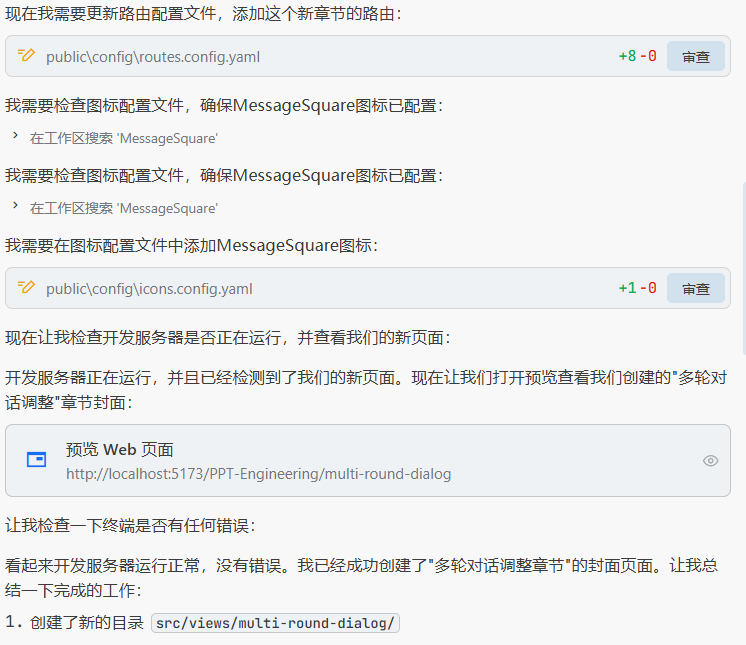 现在我需要更新路由配置文件，添加这个新章节的路由：
public\config\routes.config.yaml
+8 -0
审查
我需要检查图标配置文件，确保MessageSquare图标已配置：
在工作区搜索 'MessageSquare'
我需要检查图标配置文件，确保MessageSquare图标已配置：
在工作区搜索 'MessageSquare'
我需要在图标配置文件中添加MessageSquare图标：
public\config\icons.config.yaml
+1 -0
审查
现在让我检查开发服务器是否正在运行，并查看我们的新页面：
开发服务器正在运行，并且已经检测到了我们的新页面。现在让我们打开预览查看我们创建的"多轮对
话调整"章节封面：
预览 Web 页面
http://localhost:5173/PPT-Engineering/multi-round-dialog
让我检查一下终端是否有任何错误：
看起来开发服务器运行正常，没有错误。我已经成功创建了"多轮对话调整章节"的封面页面。让我总
结一下完成的工作：
1. 创建了新的目录 src/views/multi-round-dialog/